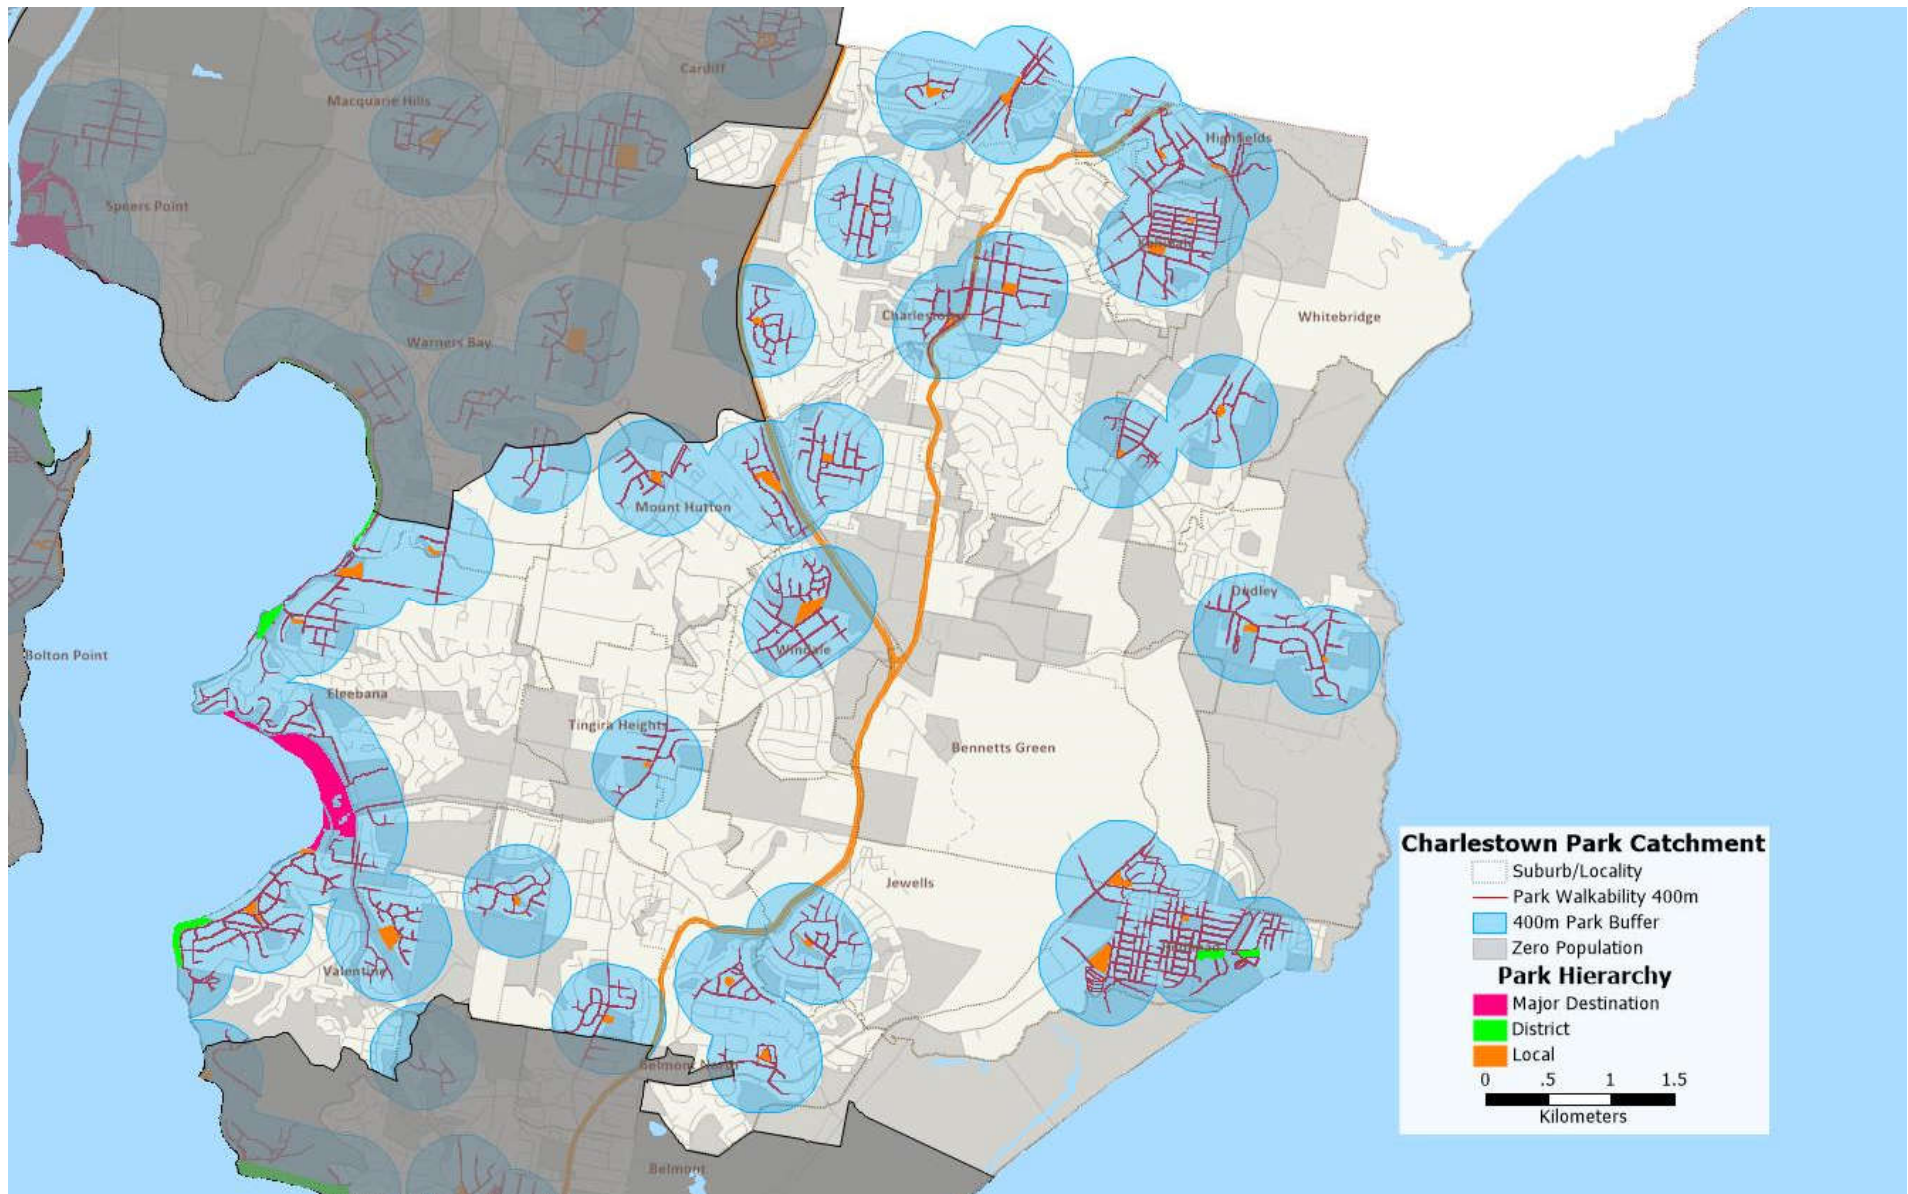 Cardiff
Macquarie Hills
Highfields
Speers Point
Whitebridge
Charlestown
Warners Bay
Mount Hutton
Dudley
Bolton Point
Windale
Eleebana
Tingira Heights
Bennetts Green
Jewells
Valentine
Belmont North
Belmont
Charlestown Park Catchment
Suburb/Locality
Park Walkability 400m
400m Park Buffer
Zero Population
Park Hierarchy
Major Destination
District
Local
0 .5 1 1.5
Kilometers